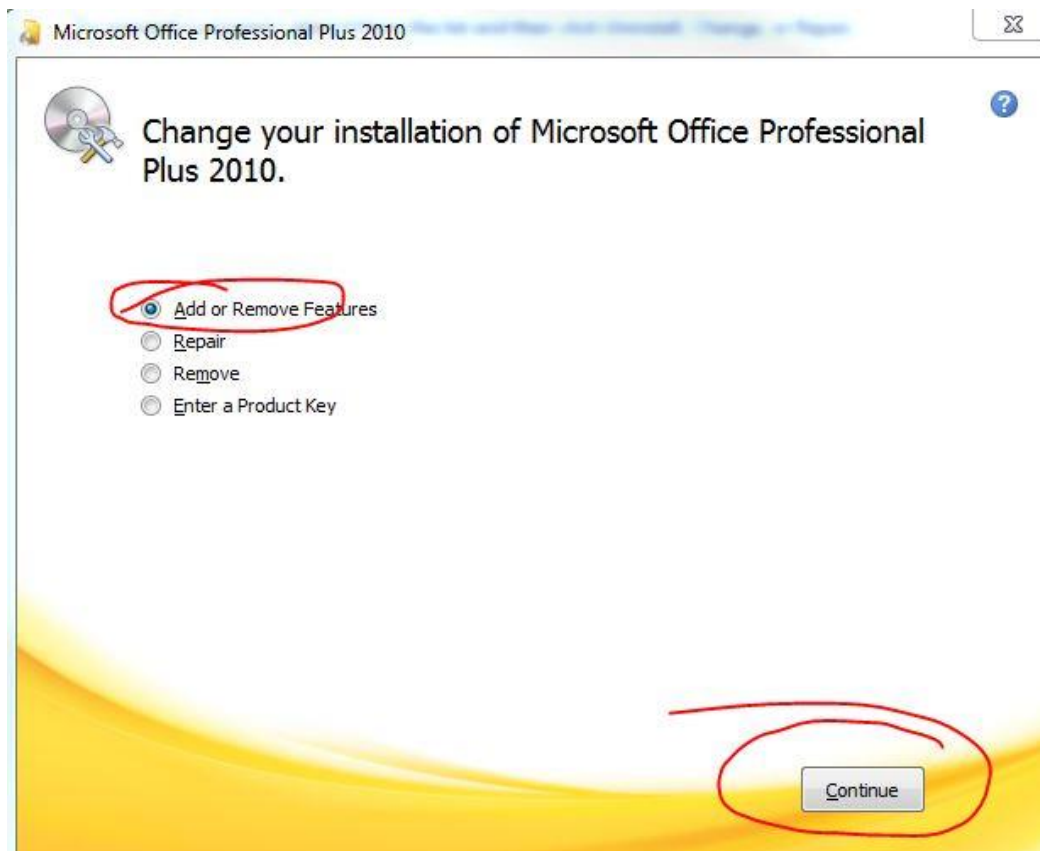 Microsoft Office Professional Plus 2010
Change your installation of Microsoft Office Professional
Plus 2010.
Add or Remove Features
Repair
Remove
Enter a Product Key
Continue